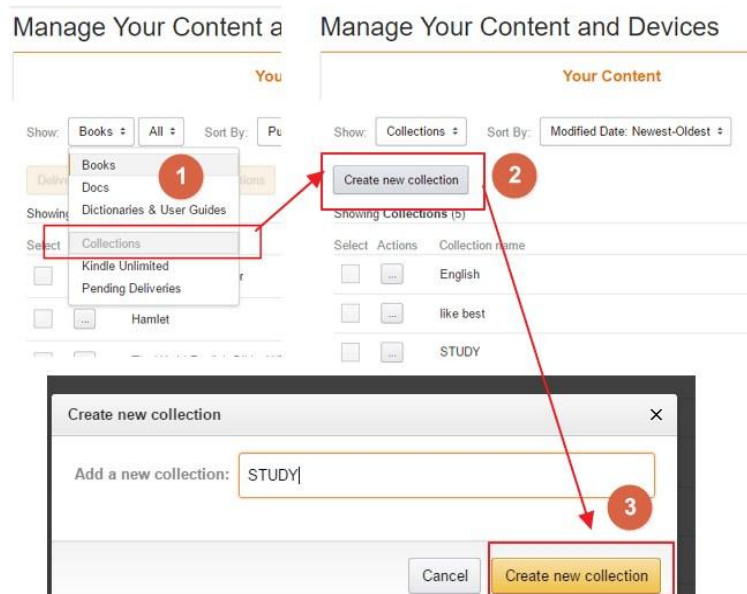 Manage Your Content a
You
Show: Books All Sort By: Pu
Books
Docs
Dictionaries & User Guides
Collections
Kindle Unlimited
Pending Deliveries
1
Showing
Select
r
... Hamlet
Manage Your Content and Devices
Your Content
Show: Collections Sort By: Modified Date: Newest-Oldest
Create new collection
2
Showing Collections (5)
Select Actions Collection name
... English
... like best
... STUDY
Create new collection ×
Add a new collection: STUDY
3
Cancel Create new collection